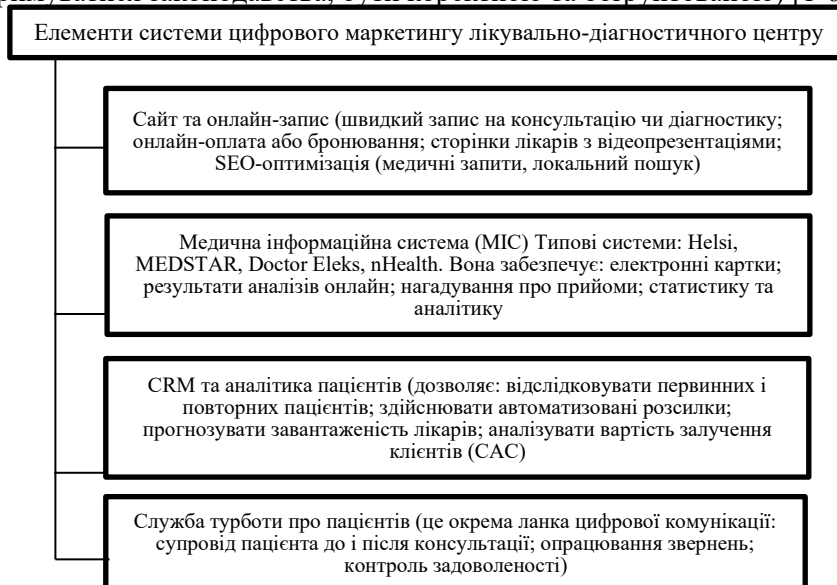 Елементи системи цифрового маркетингу лікувально-діагностичного центру
Сайт та онлайн-запис (швидкий запис на консультацію чи діагностику;
онлайн-оплата або бронювання; сторінки лікарів з відеопрезентаціями;
SEO-оптимізація (медичні запити, локальний пошук)
Медична інформаційна система (МІС) Типові системи: Helsi,
MEDSTAR, Doctor Eleks, nHealth. Вона забезпечує: електронні картки;
результати аналізів онлайн; нагадування про прийоми; статистику та
аналітику
CRM та аналітика пацієнтів (дозволяє: відслідковувати первинних і
повторних пацієнтів; здійснювати автоматизовані розсилки;
прогнозувати завантаженість лікарів; аналізувати вартість залучення
клієнтів (CAC)
Служба турботи про пацієнтів (це окрема ланка цифрової комунікації:
супровід пацієнта до і після консультації; опрацювання звернень;
контроль задоволеності)